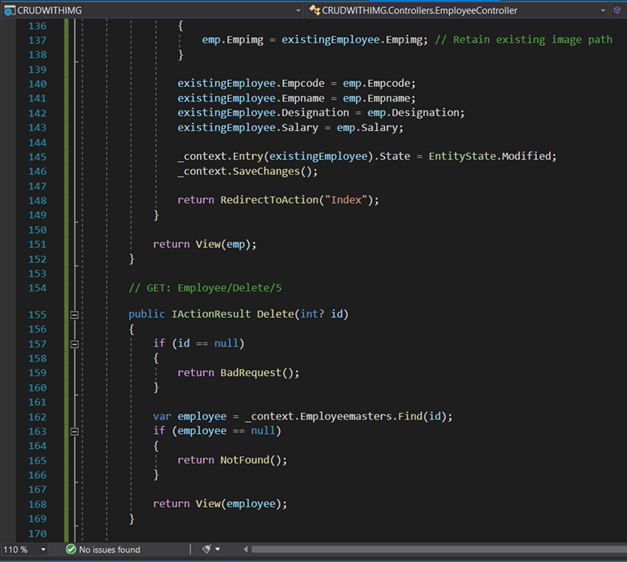 CRUDWITHIMG CRUDWITHIMG.Controllers.EmployeeController
136 {
137 emp.Empimg = existingEmployee.Empimg; // Retain existing image path
138 }
139
140 existingEmployee.Empcode = emp.Empcode;
141 existingEmployee.Empname = emp.Empname;
142 existingEmployee.Designation = emp.Designation;
143 existingEmployee.Salary = emp.Salary;
144
145 _context.Entry(existingEmployee).State = EntityState.Modified;
146 _context.SaveChanges();
147
148 return RedirectToAction("Index");
149 }
150
151 return View(emp);
152 }
153
154 // GET: Employee/Delete/5
155 public IActionResult Delete(int? id)
156 {
157 if (id == null)
158 {
159 return BadRequest();
160 }
161
162 var employee = _context.Employeemasters.Find(id);
163 if (employee == null)
164 {
165 return NotFound();
166 }
167
168 return View(employee);
169 }
170
110 % No issues found